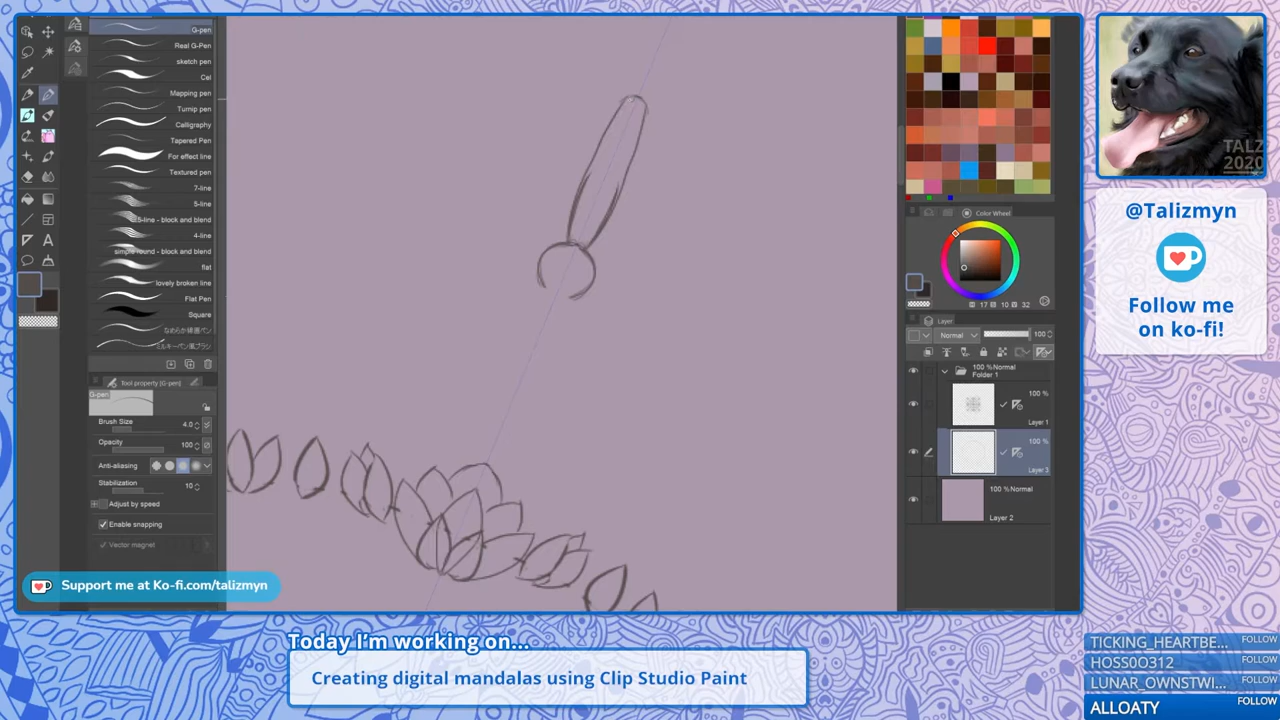 G-pen
Real G-Pen
sketch pen
Cel
Mapping pen
Turnip pen
Calligraphy
Tapered Pen
For effect line
Textured pen
7-line
5-line
5-line - block and blend
4-line
simple round - block and blend
flat
lovely broken line
Flat Pen
Square
Tool property [G-pen]
G-pen
Brush Size 4.0
Opacity 100
Anti-aliasing
Stabilization 10
Adjust by speed
Enable snapping
Vector magnet
Color Wheel
17 10 32
Layer
Normal 100
100 % Normal
Folder 1
100 %
Layer 1
100 %
Layer 3
100 % Normal
Layer 2
TALZ
2020
@Talizmyn
Follow me
on ko-fi!
Support me at Ko-fi.com/talizmyn
Today I'm working on...
Creating digital mandalas using Clip Studio Paint
TICKING_HEARTBE... FOLLOW
HOSS0O312 FOLLOW
LUNAR_OWNSTWI... FOLLOW
ALLOATY FOLLOW